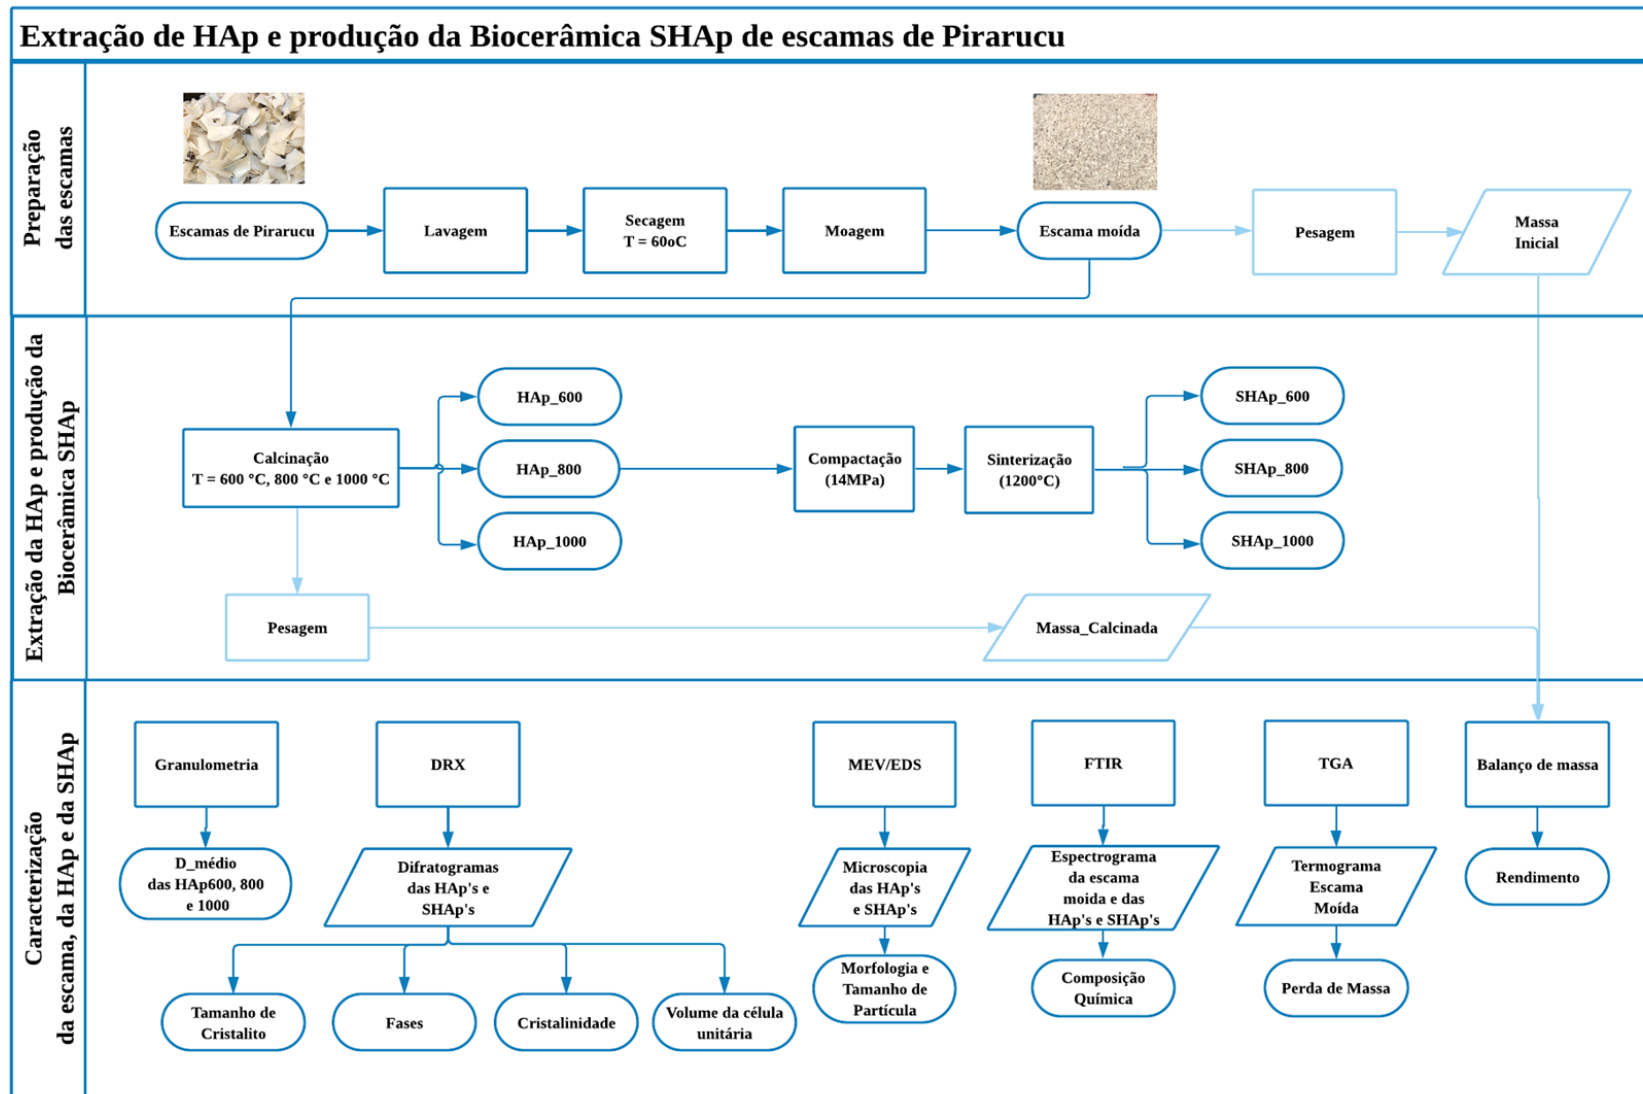 Extração de HAp e produção da Biocerâmica SHAp de escamas de Pirarucu
Preparação
das escamas
Escamas de Pirarucu
Lavagem
Secagem
T = 60oC
Moagem
Escama moída
Pesagem
Massa
Inicial
Extração da HAp e produção da
Biocerâmica SHAp
Calcinação
T = 600 °C, 800 °C e 1000 °C
HAp_600
HAp_800
HAp_1000
Compactação
(14MPa)
Sinterização
(1200°C)
SHAp_600
SHAp_800
SHAp_1000
Pesagem
Massa_Calcinada
Caracterização
da escama, da HAp e da SHAp
Granulometria
D_médio
das HAp600, 800
e 1000
DRX
Difratogramas
das HAp's e
SHAp's
Tamanho de
Cristalito
Fases
Cristalinidade
Volume da célula
unitária
MEV/EDS
Microscopia
das HAp's
e SHAp's
Morfologia e
Tamanho de
Partícula
FTIR
Espectrograma
da escama
moida e das
HAp's e SHAp's
Composição
Química
TGA
Termograma
Escama
Moída
Perda de Massa
Balanço de massa
Rendimento